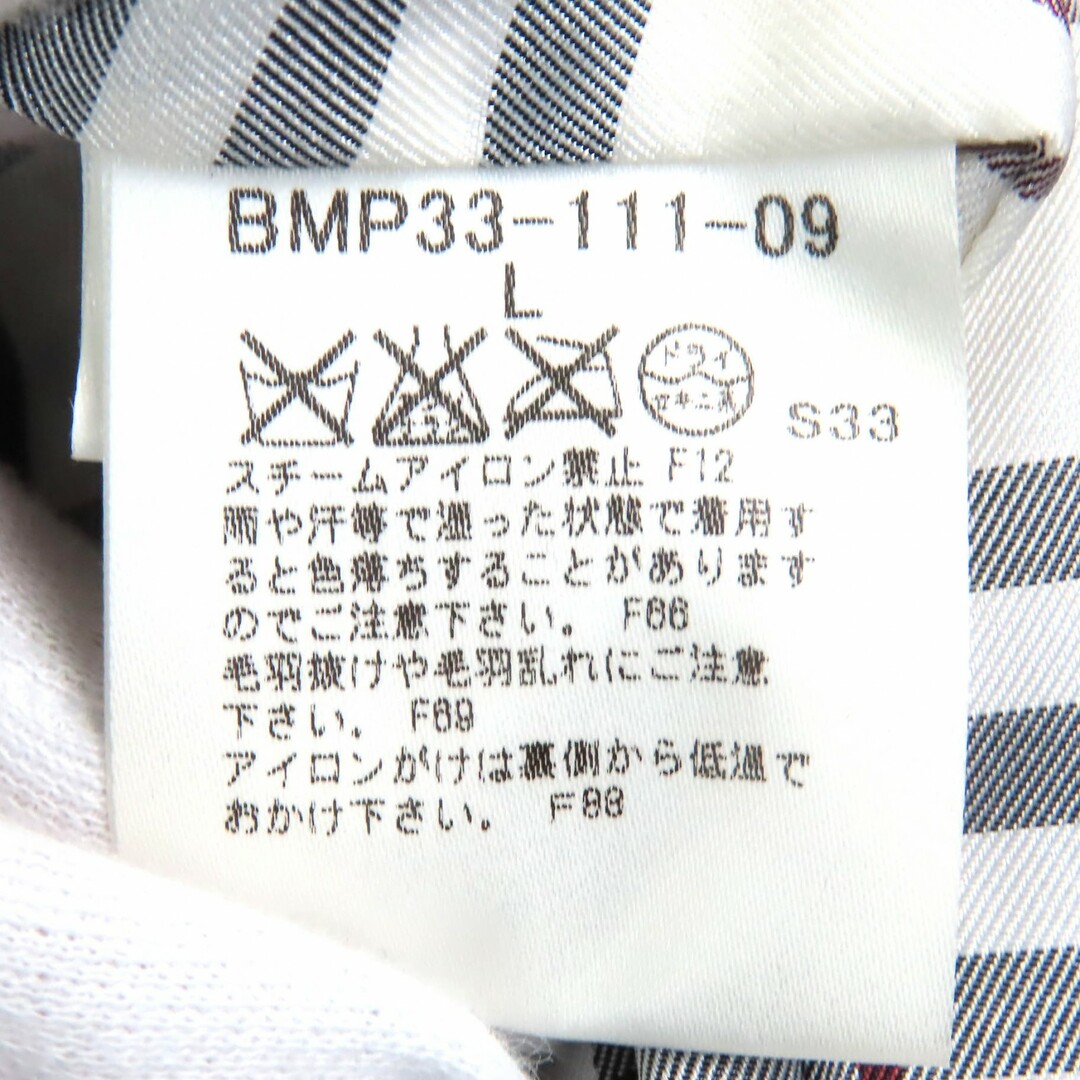 BMP33-111-09
L
ドライ
セキユ系
S33
スチームアイロン禁止 F12
雨や汗等で湿った状態で着用す
ると色落ちすることがあります
のでご注意下さい。 F66
毛羽抜けや毛羽乱れにご注意
下さい。 F69
アイロンがけは裏側から低温で
おかけ下さい。 F88